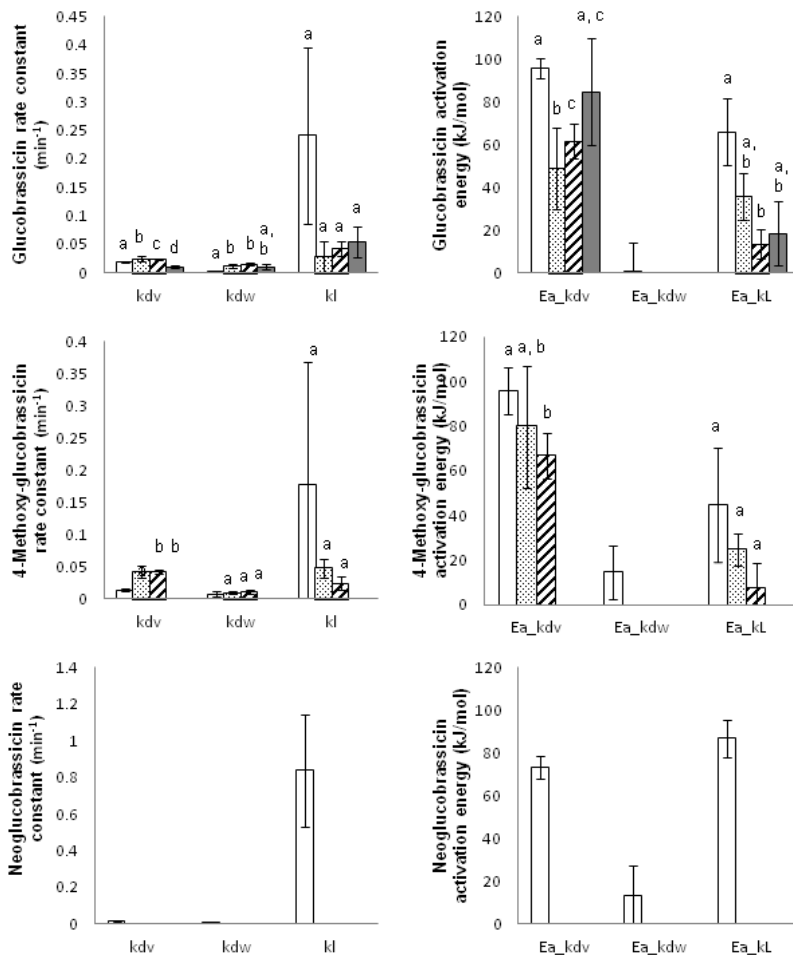 Glucobrassicin rate constant
(min⁻¹)
0.45
0.4
0.35
0.3
0.25
0.2
0.15
0.1
0.05
0
a
a b c d
a b b a,
b
a a a
kdv kdw kl
Glucobrassicin activation
energy (kJ/mol)
120
100
80
60
40
20
0
a
b
c
a, c
a
a,
b
b
a,
b
Ea_kdv Ea_kdw Ea_kL
4-Methoxy-glucobrassicin
rate constant (min⁻¹)
0.4
0.35
0.3
0.25
0.2
0.15
0.1
0.05
0
a
b b
a a a
a
a
kdv kdw kl
4-Methoxy-glucobrassicin
activation energy (kJ/mol)
120
100
80
60
40
20
0
a a, b
b
a
a
a
Ea_kdv Ea_kdw Ea_kL
Neoglucobrassicin rate
constant (min⁻¹)
1.4
1.2
1
0.8
0.6
0.4
0.2
0
kdv kdw kl
Neoglucobrassicin
activation energy (kJ/mol)
120
100
80
60
40
20
0
Ea_kdv Ea_kdw Ea_kL